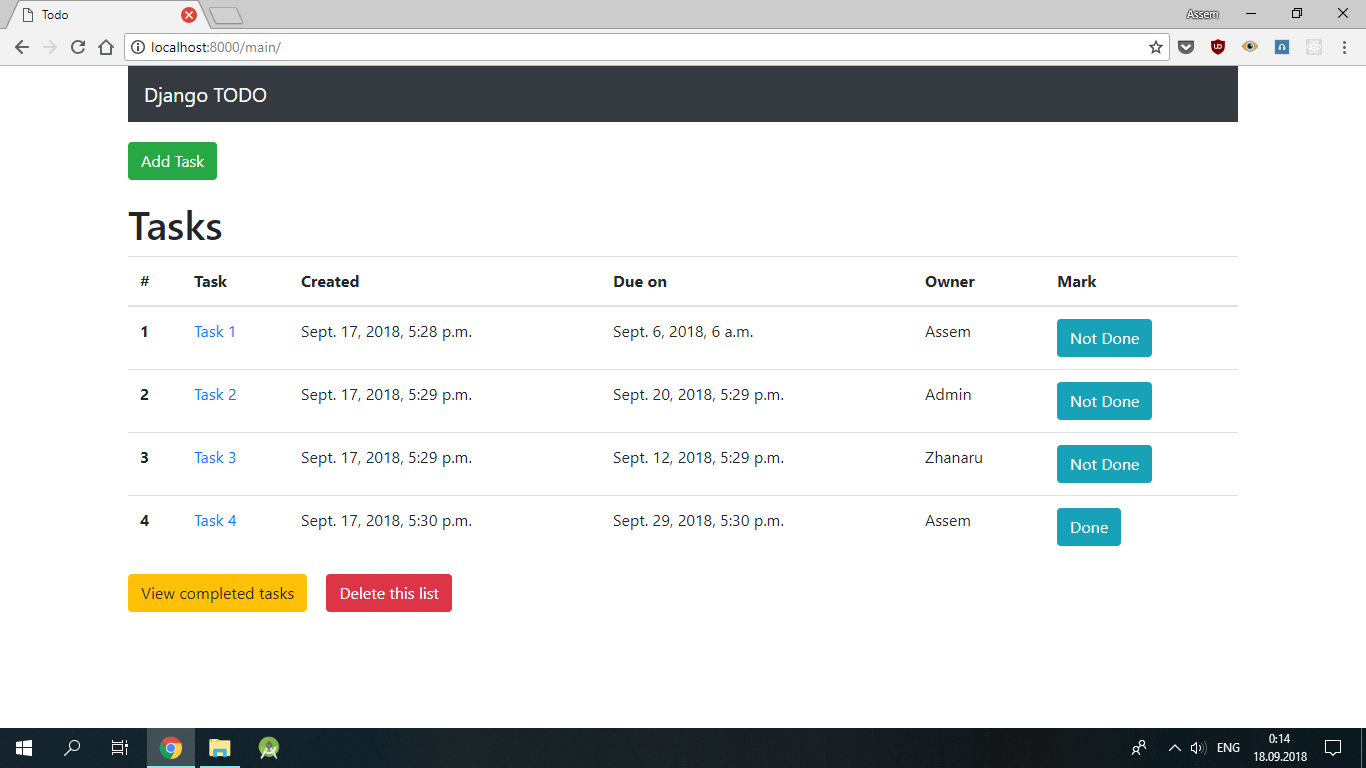 Todo
Assem
localhost:8000/main/
Django TODO
Add Task
Tasks
# Task Created Due on Owner Mark
1 Task 1 Sept. 17, 2018, 5:28 p.m. Sept. 6, 2018, 6 a.m. Assem Not Done
2 Task 2 Sept. 17, 2018, 5:29 p.m. Sept. 20, 2018, 5:29 p.m. Admin Not Done
3 Task 3 Sept. 17, 2018, 5:29 p.m. Sept. 12, 2018, 5:29 p.m. Zhanaru Not Done
4 Task 4 Sept. 17, 2018, 5:30 p.m. Sept. 29, 2018, 5:30 p.m. Assem Done
View completed tasks Delete this list
ENG
0:14
18.09.2018